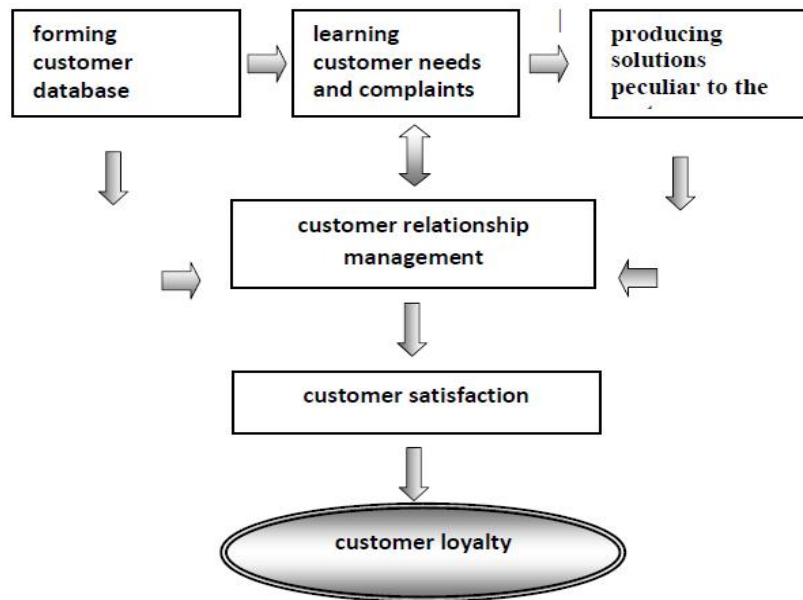 forming
customer
database
learning
customer needs
and complaints
producing
solutions
peculiar to the
customer relationship
management
customer satisfaction
customer loyalty